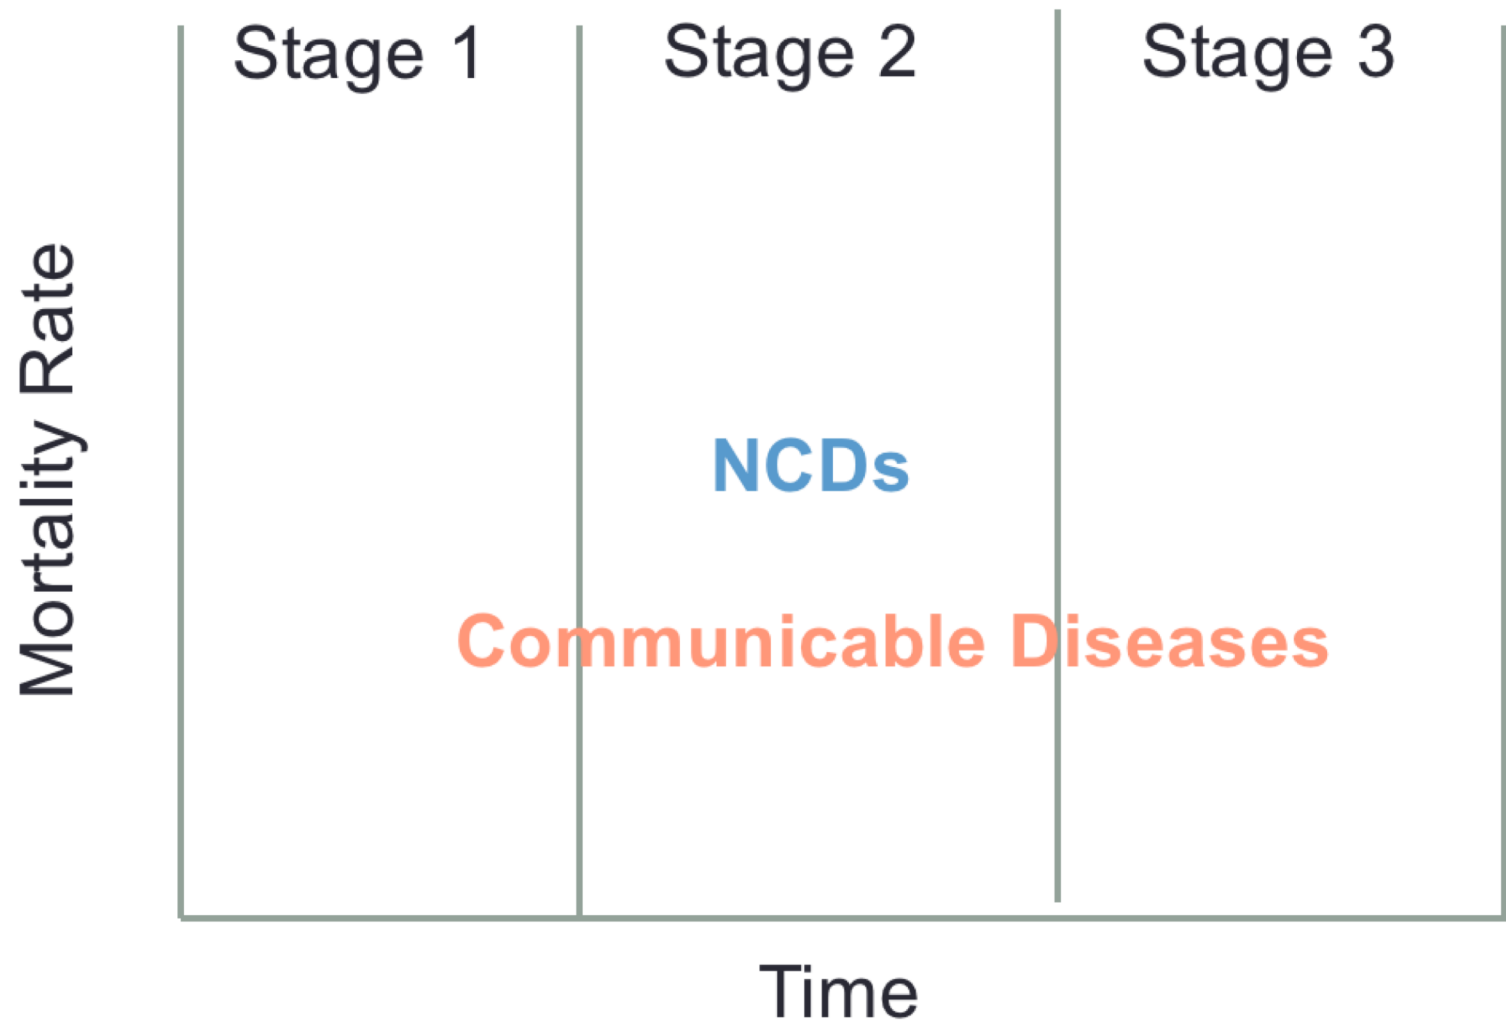 Stage 1
Stage 2
Stage 3
Mortality Rate
NCDs
Communicable Diseases
Time